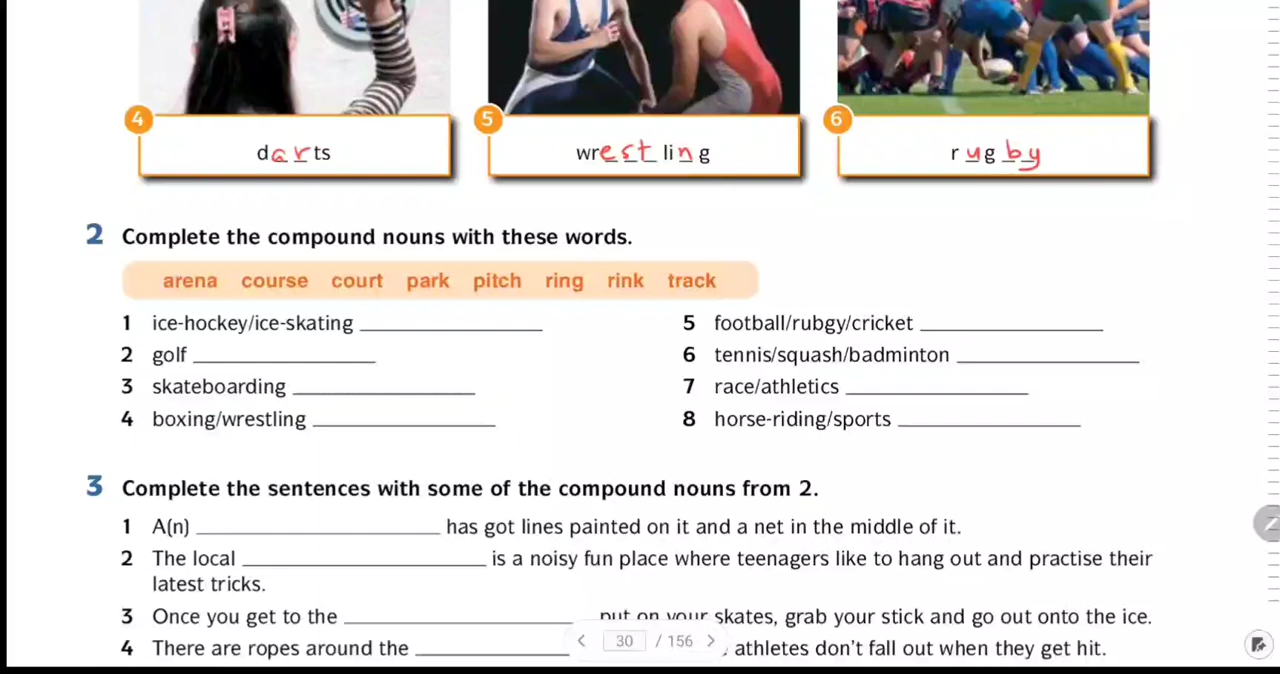 4
d a r ts
5
wr e s t li n g
6
r u g b y
2 Complete the compound nouns with these words.
arena course court park pitch ring rink track
1 ice-hockey/ice-skating
2 golf
3 skateboarding
4 boxing/wrestling
5 football/rubgy/cricket
6 tennis/squash/badminton
7 race/athletics
8 horse-riding/sports
3 Complete the sentences with some of the compound nouns from 2.
1 A(n) ____ has got lines painted on it and a net in the middle of it.
2 The local ____ is a noisy fun place where teenagers like to hang out and practise their
latest tricks.
3 Once you get to the ____ put on your skates, grab your stick and go out onto the ice.
4 There are ropes around the ____ athletes don't fall out when they get hit.
< 30 / 156 >